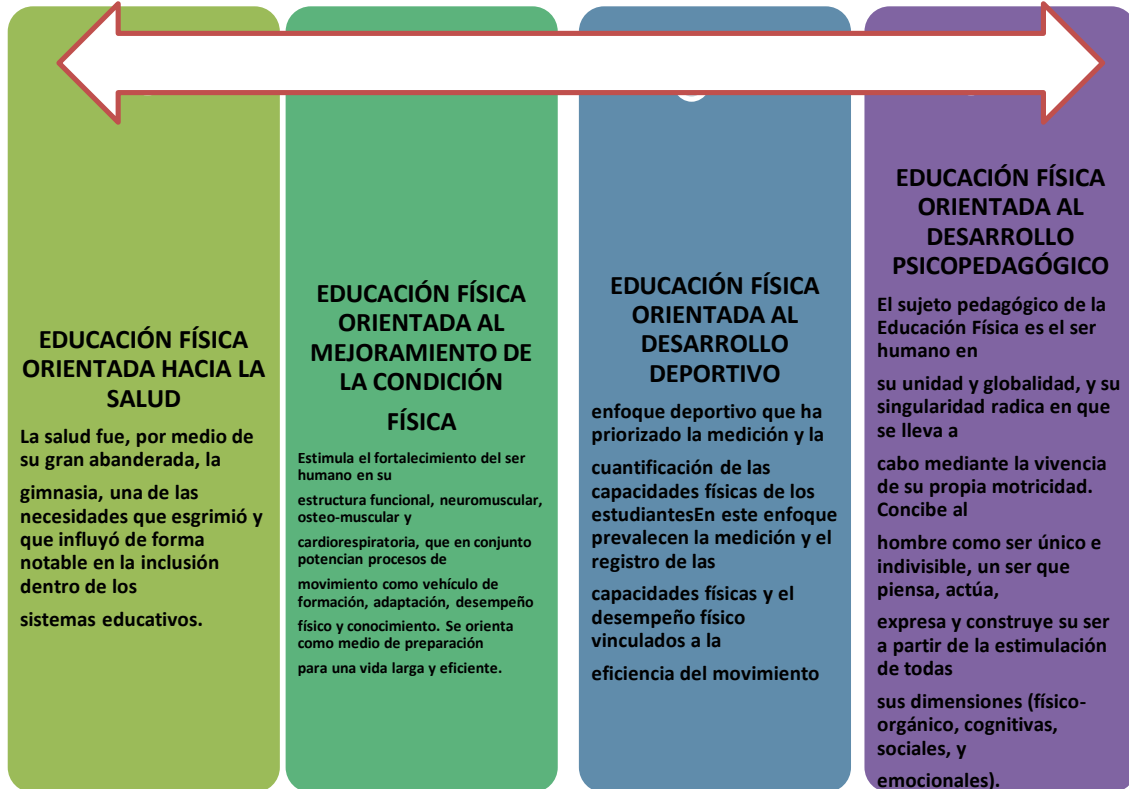 EDUCACIÓN FÍSICA
ORIENTADA HACIA LA
SALUD
La salud fue, por medio de
su gran abanderada, la
gimnasia, una de las
necesidades que esgrimió y
que influyó de forma
notable en la inclusión
dentro de los
sistemas educativos.
EDUCACIÓN FÍSICA
ORIENTADA AL
MEJORAMIENTO DE
LA CONDICIÓN
FÍSICA
Estimula el fortalecimiento del ser
humano en su
estructura funcional, neuromuscular,
osteo-muscular y
cardiorespiratoria, que en conjunto
potencian procesos de
movimiento como vehículo de
formación, adaptación, desempeño
físico y conocimiento. Se orienta
como medio de preparación
para una vida larga y eficiente.
EDUCACIÓN FÍSICA
ORIENTADA AL
DESARROLLO
DEPORTIVO
enfoque deportivo que ha
priorizado la medición y la
cuantificación de las
capacidades físicas de los
estudiantesEn este enfoque
prevalecen la medición y el
registro de las
capacidades físicas y el
desempeño físico
vinculados a la
eficiencia del movimiento
EDUCACIÓN FÍSICA
ORIENTADA AL
DESARROLLO
PSICOPEDAGÓGICO
El sujeto pedagógico de la
Educación Física es el ser
humano en
su unidad y globalidad, y su
singularidad radica en que
se lleva a
cabo mediante la vivencia
de su propia motricidad.
Concibe al
hombre como ser único e
indivisible, un ser que
piensa, actúa,
expresa y construye su ser
a partir de la estimulación
de todas
sus dimensiones (físico-
orgánico, cognitivas,
sociales, y
emocionales).